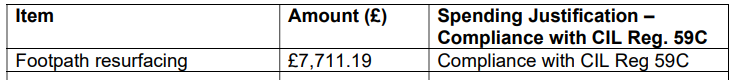 Item Amount (£) Spending Justification –
Compliance with CIL Reg. 59C
Footpath resurfacing £7,711.19 Compliance with CIL Reg 59C